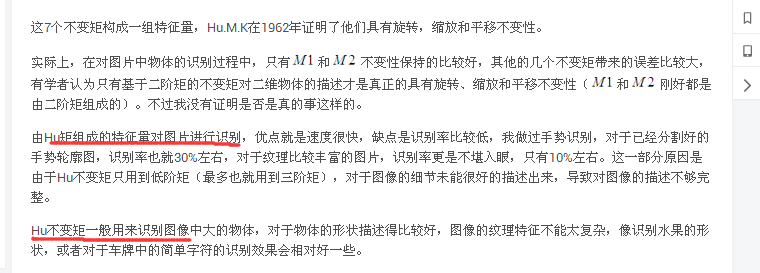 这7个不变矩构成一组特征量，Hu.M.K在1962年证明了他们具有旋转，缩放和平移不变性。
实际上，在对图片中物体的识别过程中，只有M1和M2不变性保持的比较好，其他的几个不变矩带来的误差比较大，
有学者认为只有基于二阶矩的不变矩对二维物体的描述才是真正的具有旋转、缩放和平移不变性（M1和M2刚好都是
由二阶矩组成的）。不过我没有证明是否是真的事这样的。
由Hu矩组成的特征量对图片进行识别，优点就是速度很快，缺点是识别率比较低，我做过手势识别，对于已经分割好的
手势轮廓图，识别率也就30%左右，对于纹理比较丰富的图片，识别率更是不堪入眼，只有10%左右。这一部分原因是
由于Hu不变矩只用到低阶矩（最多也就用到三阶矩），对于图像的细节未能很好的描述出来，导致对图像的描述不够完
整。
Hu不变矩一般用来识别图像中大的物体，对于物体的形状描述得比较好，图像的纹理特征不能太复杂，像识别水果的形
状，或者对于车牌中的简单字符的识别效果会相对好一些。